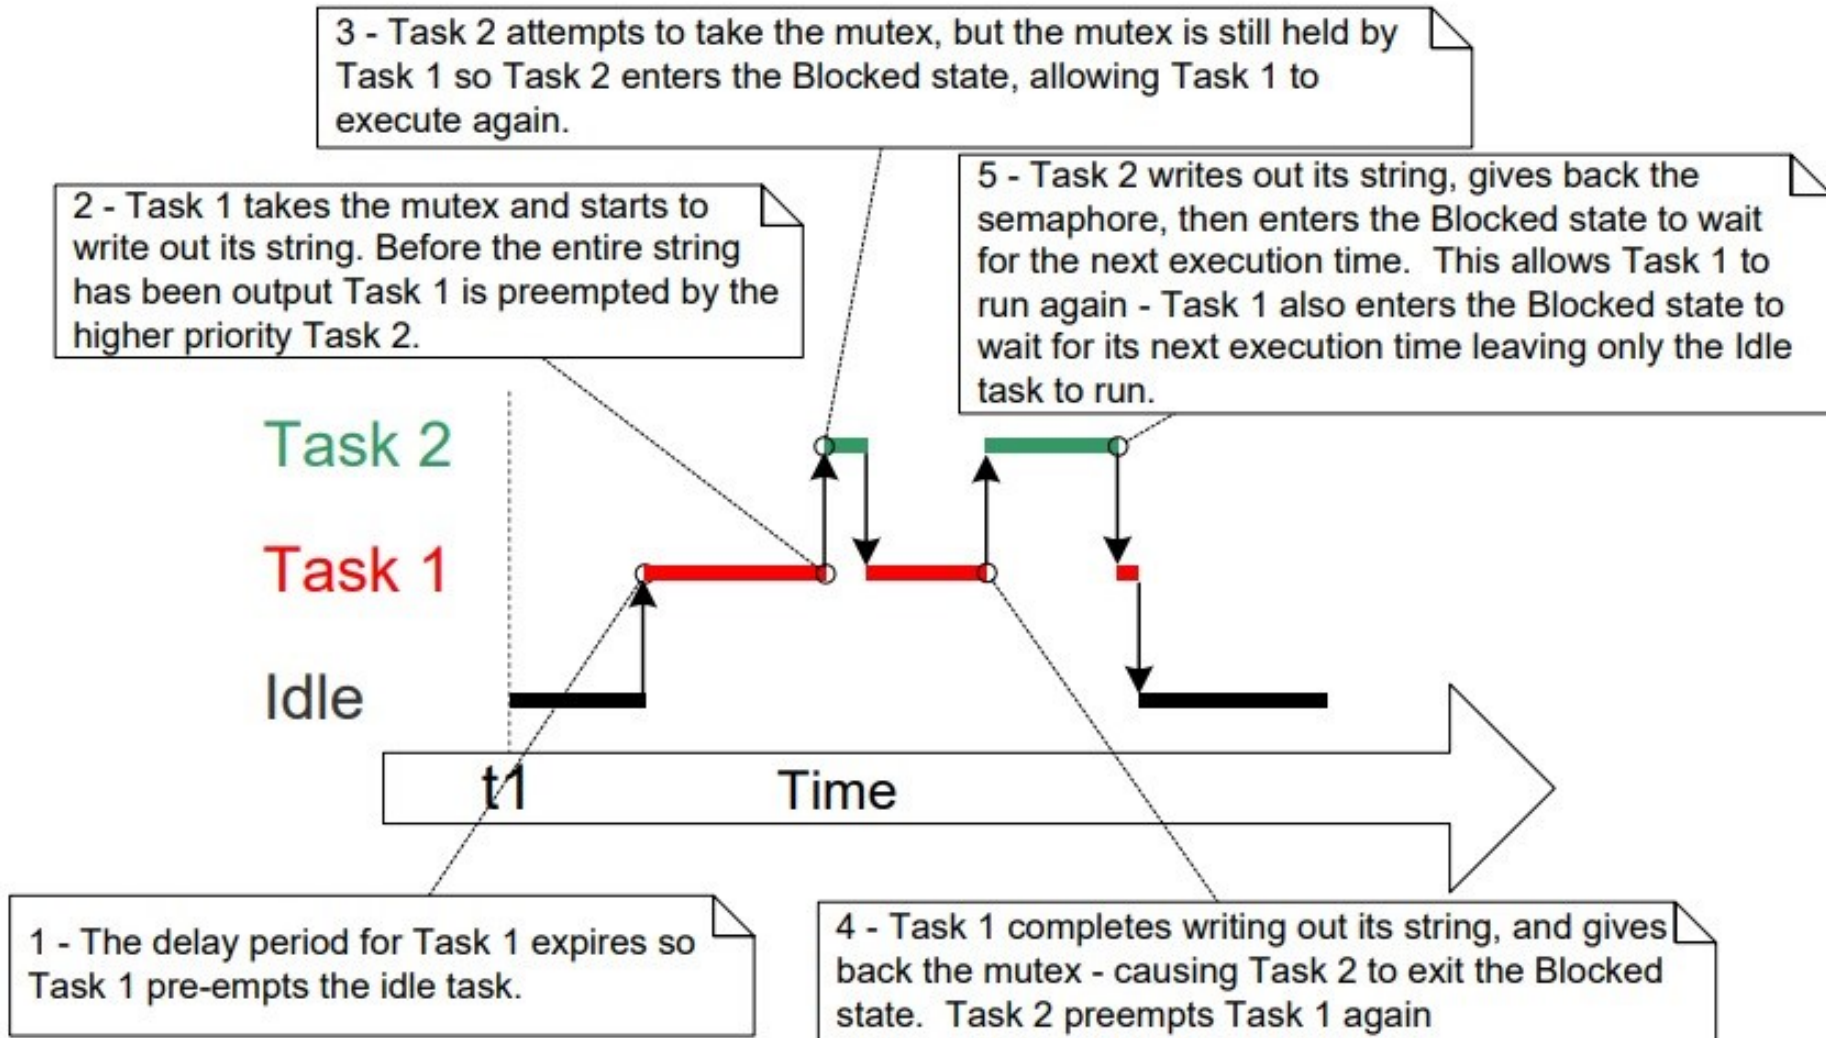 3 - Task 2 attempts to take the mutex, but the mutex is still held by
Task 1 so Task 2 enters the Blocked state, allowing Task 1 to
execute again.
2 - Task 1 takes the mutex and starts to
write out its string. Before the entire string
has been output Task 1 is preempted by the
higher priority Task 2.
5 - Task 2 writes out its string, gives back the
semaphore, then enters the Blocked state to wait
for the next execution time.  This allows Task 1 to
run again - Task 1 also enters the Blocked state to
wait for its next execution time leaving only the Idle
task to run.
Task 2
Task 1
Idle
t1
Time
1 - The delay period for Task 1 expires so
Task 1 pre-empts the idle task.
4 - Task 1 completes writing out its string, and gives
back the mutex - causing Task 2 to exit the Blocked
state.  Task 2 preempts Task 1 again